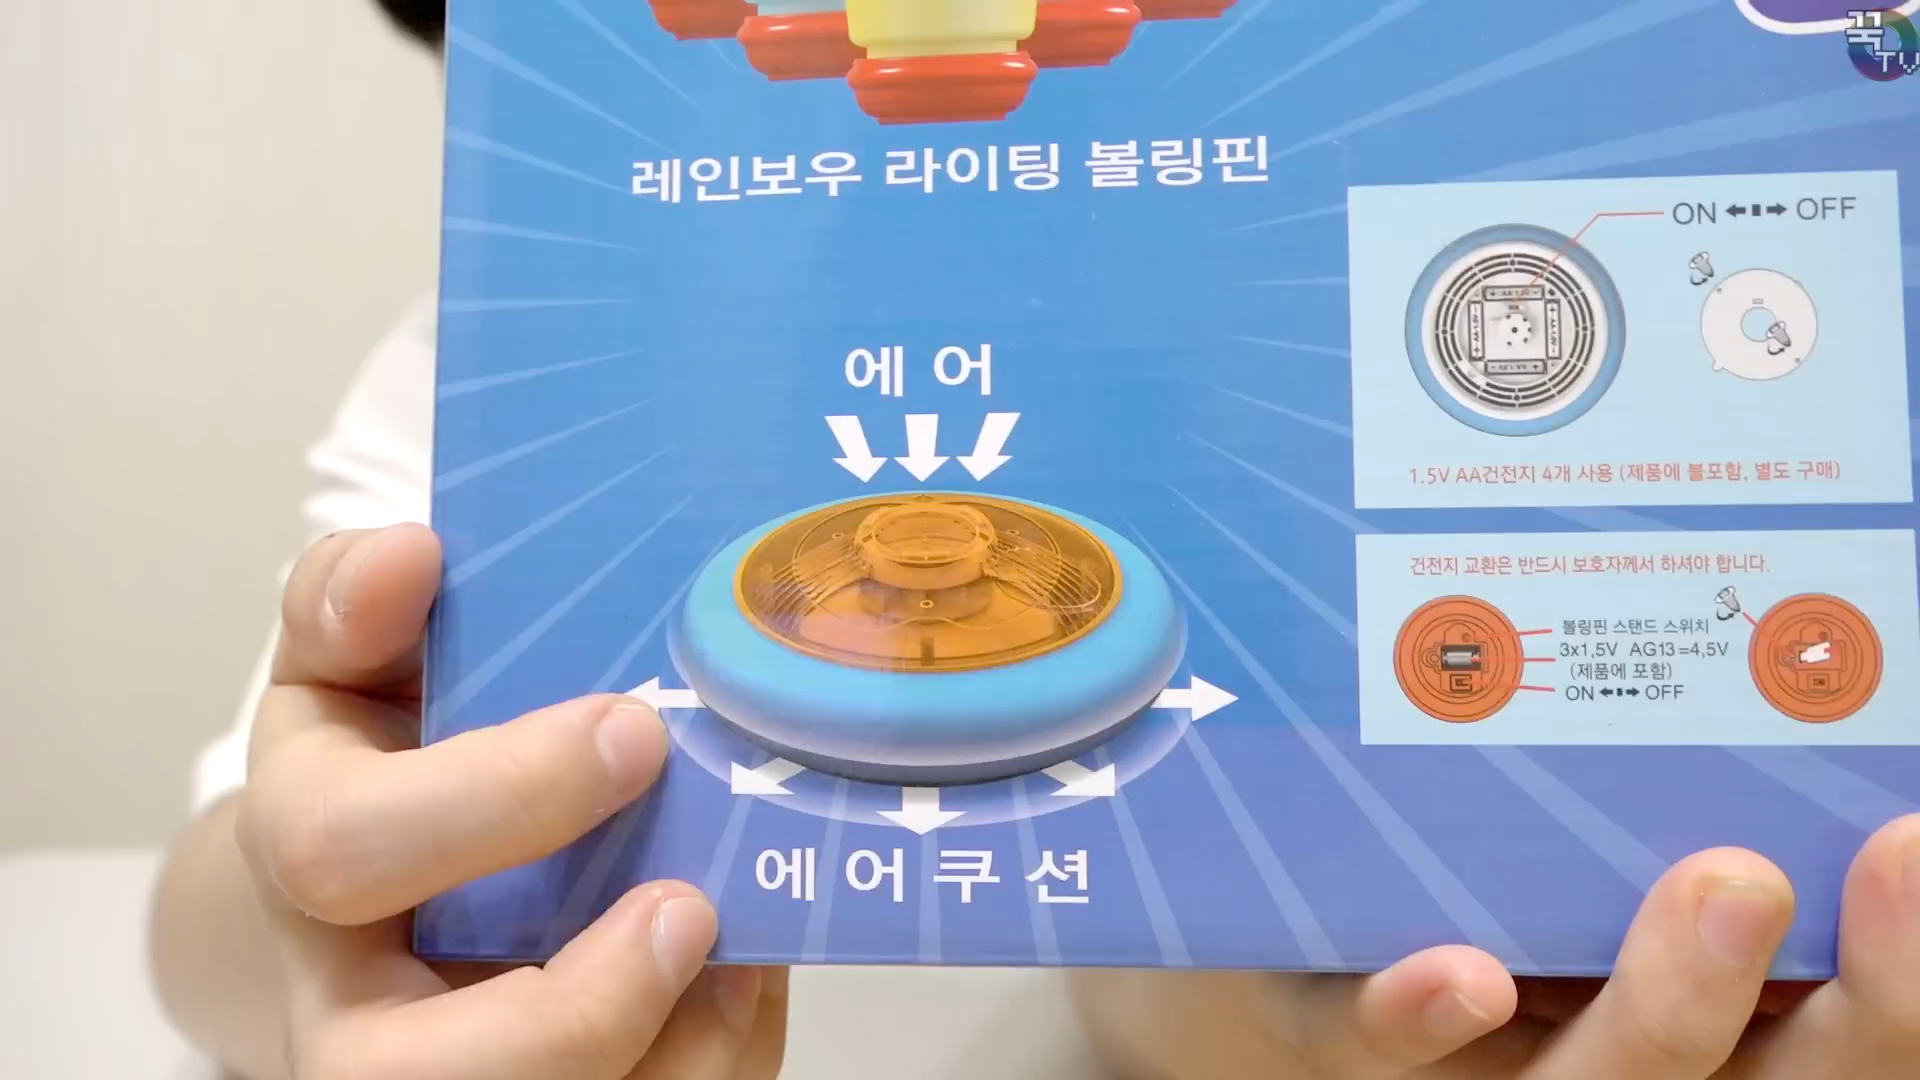 꾹TV
레인보우 라이팅 볼링핀
에어
에어쿠션
ON OFF
1.5V AA건전지 4개 사용 (제품에 불포함, 별도 구매)
건전지 교환은 반드시 보호자께서 하셔야 합니다.
볼링핀 스탠드 스위치
3x1,5V AG13=4,5V
(제품에 포함)
ON OFF